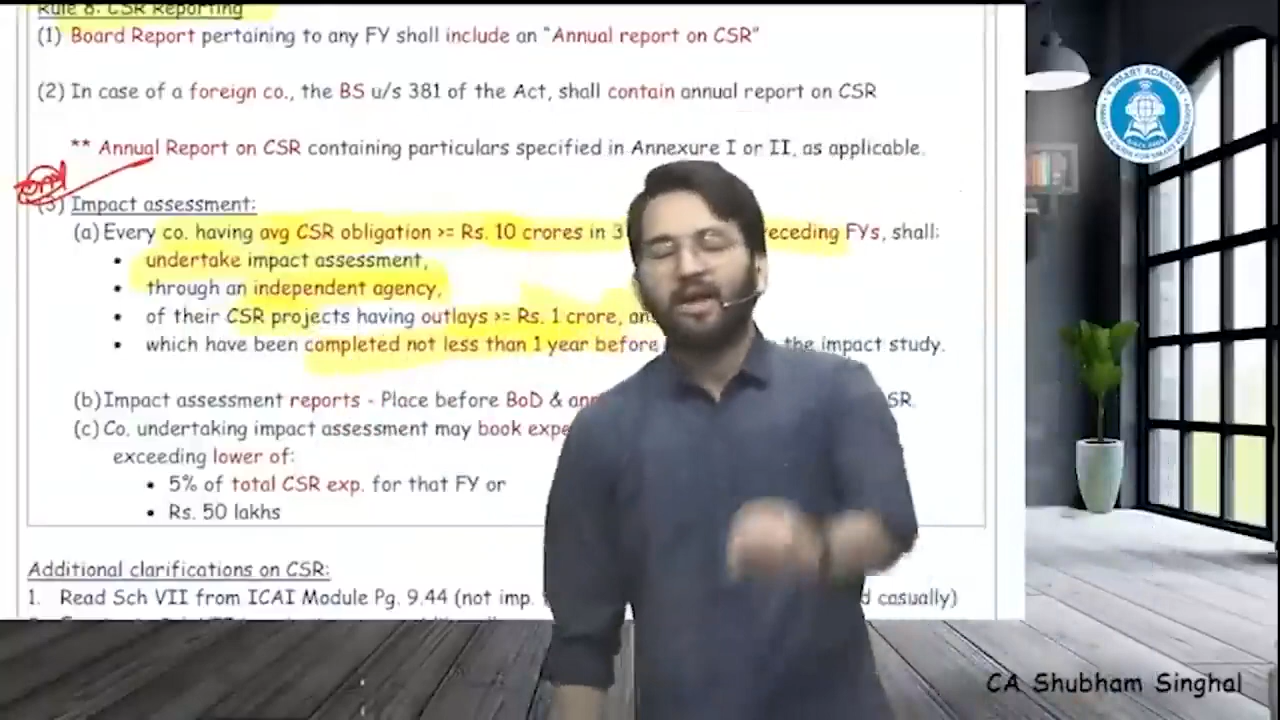 Rule 8: CSR Reporting
(1) Board Report pertaining to any FY shall include an “Annual report on CSR”
(2) In case of a foreign co., the BS u/s 381 of the Act, shall contain annual report on CSR
** Annual Report on CSR containing particulars specified in Annexure I or II, as applicable.
(3) Impact assessment:
(a) Every co. having avg CSR obligation >= Rs. 10 crores in 3 FYs, shall:
• undertake impact assessment,
• through an independent agency,
• of their CSR projects having outlays >= Rs. 1 crore,
• which have been completed not less than 1 year before the impact study.
(b) Impact assessment reports - Place before BoD &
(c) Co. undertaking impact assessment may book
exceeding lower of:
• 5% of total CSR exp. for that FY or
• Rs. 50 lakhs
Additional clarifications on CSR:
1. Read Sch VII from ICAI Module Pg. 9.44 (not imp. casually)
V'SMART ACADEMY
CA Shubham Singhal